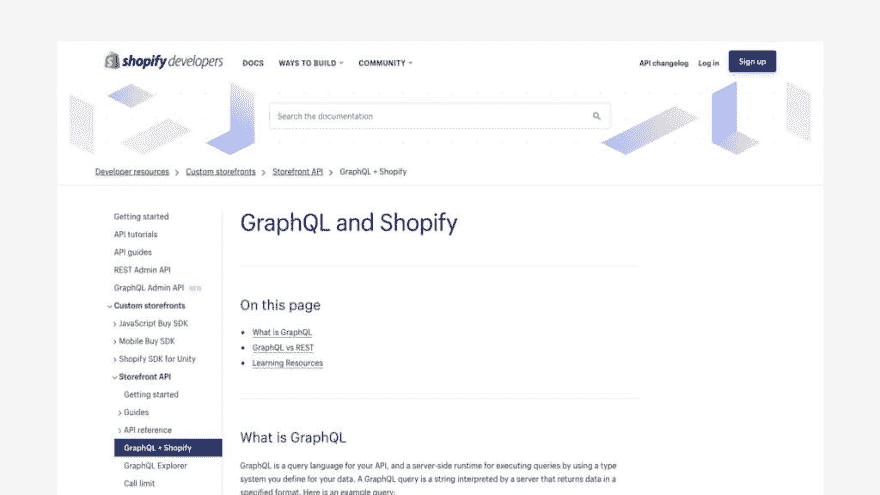 shopify developers DOCS WAYS TO BUILD COMMUNITY API changelog Log in Sign up
Search the documentation
Developer resources > Custom storefronts > Storefront API > GraphQL + Shopify
Getting started
API tutorials
API guides
REST Admin API
GraphQL Admin API BETA
Custom storefronts
JavaScript Buy SDK
Mobile Buy SDK
Shopify SDK for Unity
Storefront API
Getting started
Guides
API reference
GraphQL + Shopify
GraphQL Explorer
Call limit
GraphQL and Shopify
On this page
What is GraphQL
GraphQL vs REST
Learning Resources
What is GraphQL
GraphQL is a query language for your API, and a server-side runtime for executing queries by using a type
system you define for your data. A GraphQL query is a string interpreted by a server that returns data in a
specified format. Here is an example query: